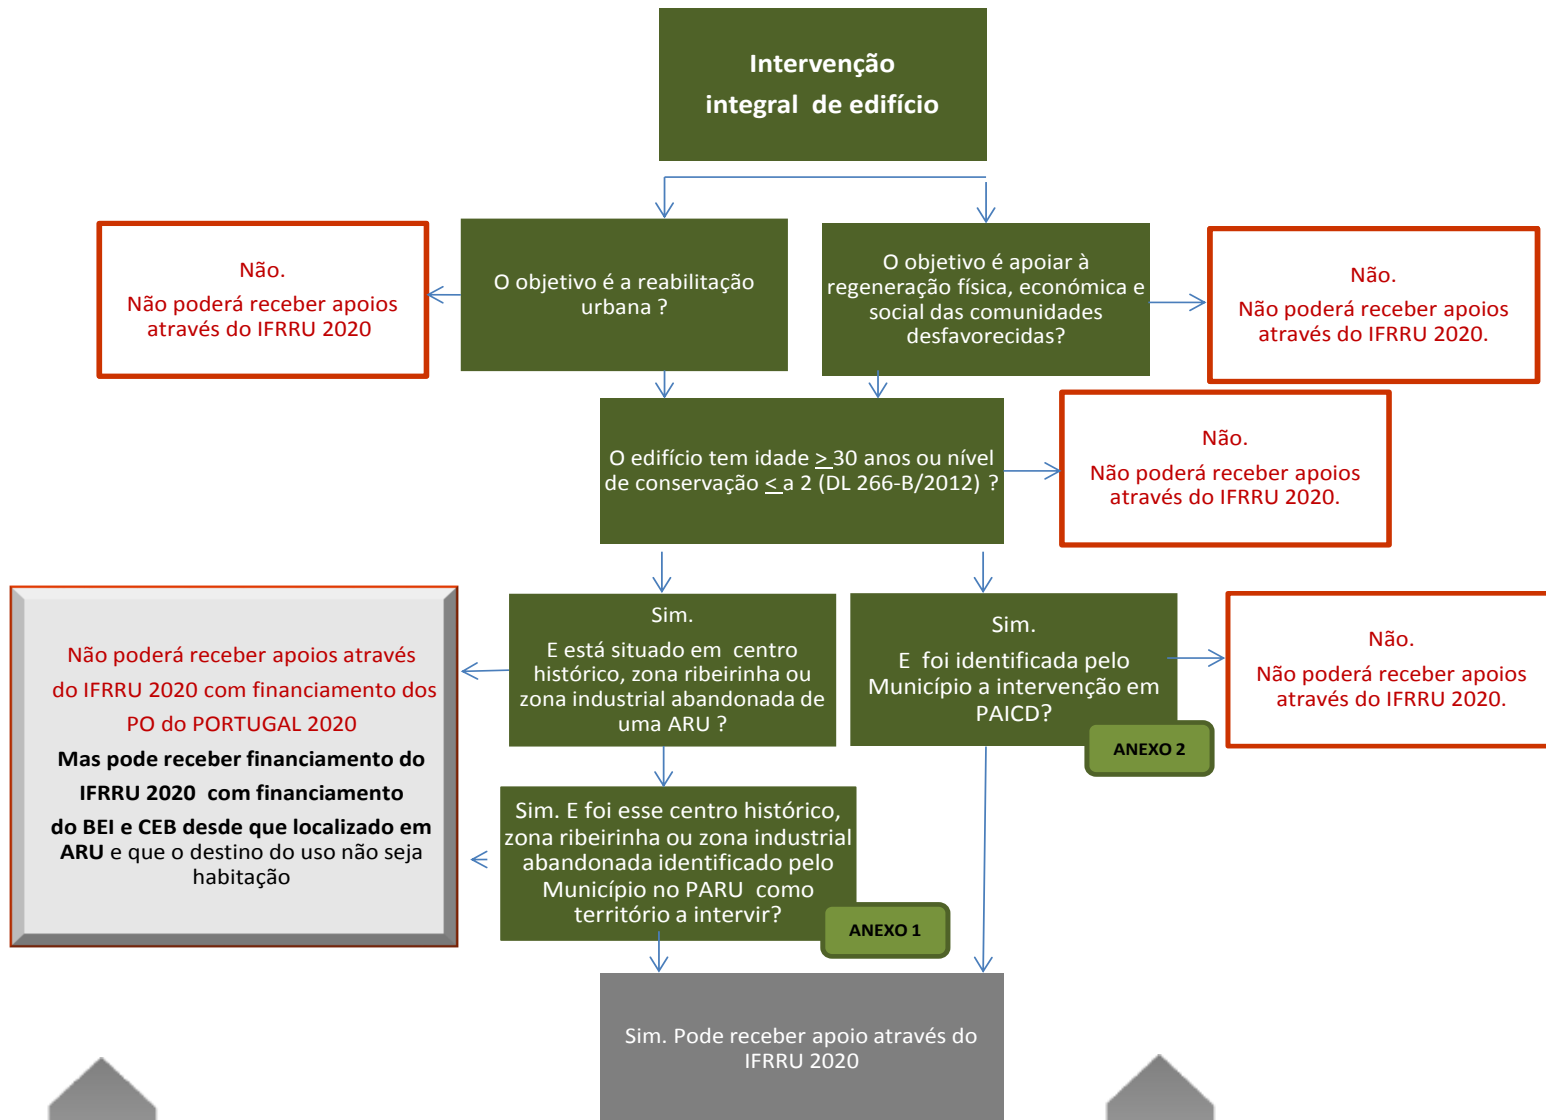 Intervenção
integral de edifício
Não.
Não poderá receber apoios
através do IFRRU 2020
O objetivo é a reabilitação
urbana ?
O objetivo é apoiar à
regeneração física, económica e
social das comunidades
desfavorecidas?
Não.
Não poderá receber apoios
através do IFRRU 2020.
O edifício tem idade > 30 anos ou nível
de conservação < a 2 (DL 266-B/2012) ?
Não.
Não poderá receber apoios
através do IFRRU 2020.
Não poderá receber apoios através
do IFRRU 2020 com financiamento dos
PO do PORTUGAL 2020
Mas pode receber financiamento do
IFRRU 2020 com financiamento
do BEI e CEB desde que localizado em
ARU e que o destino do uso não seja
habitação
Sim.
E está situado em centro
histórico, zona ribeirinha ou
zona industrial abandonada de
uma ARU ?
Sim.
E foi identificada pelo
Município a intervenção em
PAICD?
ANEXO 2
Não.
Não poderá receber apoios
através do IFRRU 2020.
Sim. E foi esse centro histórico,
zona ribeirinha ou zona industrial
abandonada identificado pelo
Município no PARU como
território a intervir?
ANEXO 1
Sim. Pode receber apoio através do
IFRRU 2020